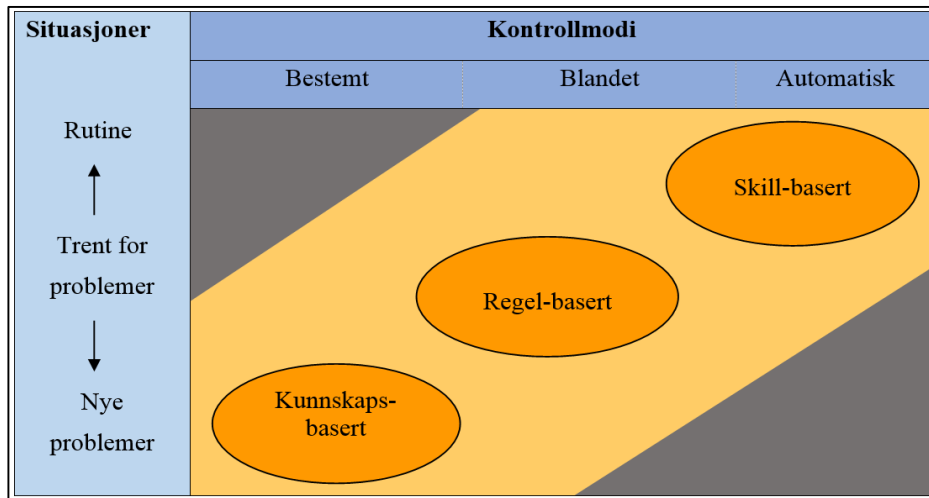 Situasjoner
Kontrollmodi
Bestemt
Blandet
Automatisk
Rutine
Skill-basert
Trent for
problemer
Regel-basert
Nye
problemer
Kunnskaps-
basert